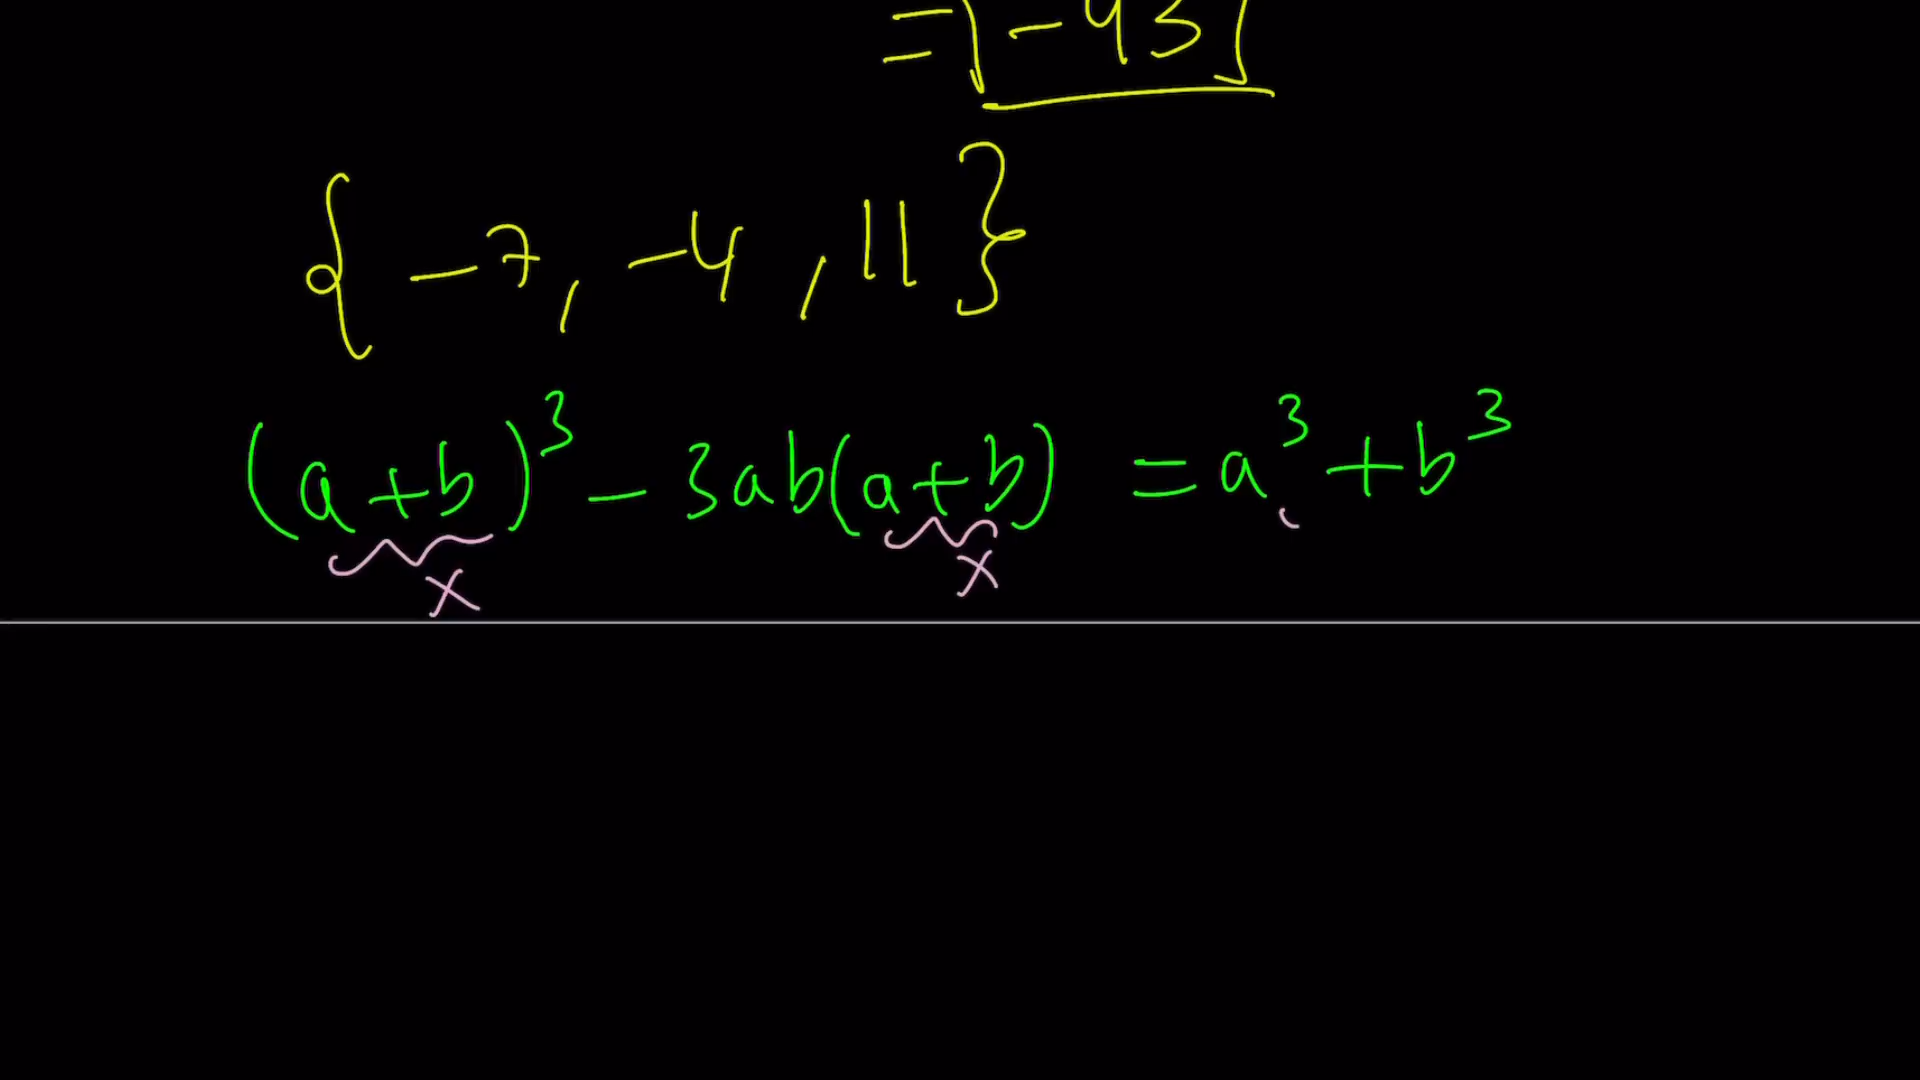 = [-93]
{ -7, -4, 11 }
(a+b)³ - 3ab(a+b) = a³ + b³
x x